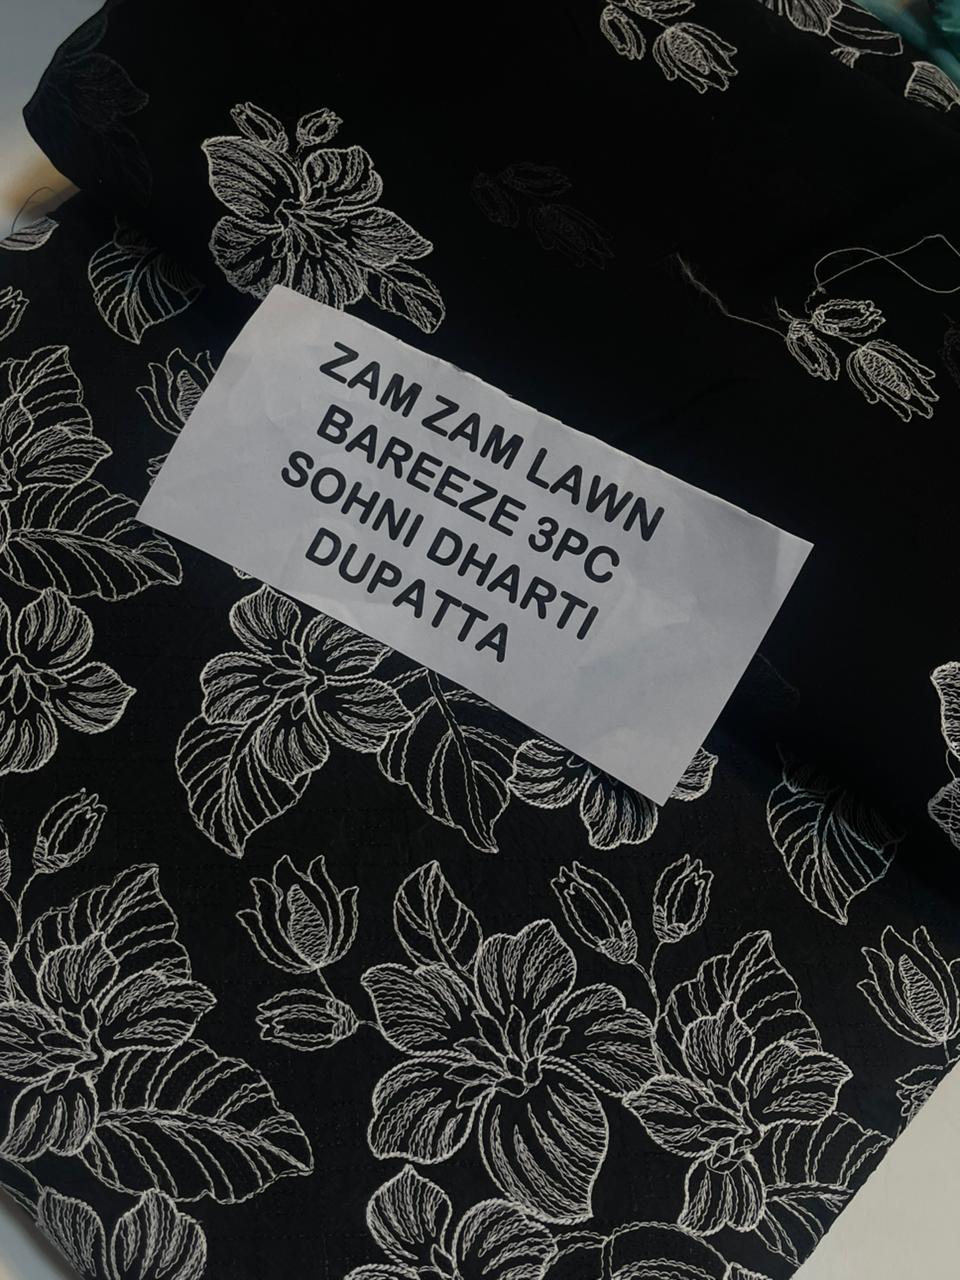 ZAM ZAM LAWN
BAREEZE 3PC
SOHNI DHARTI
DUPATTA